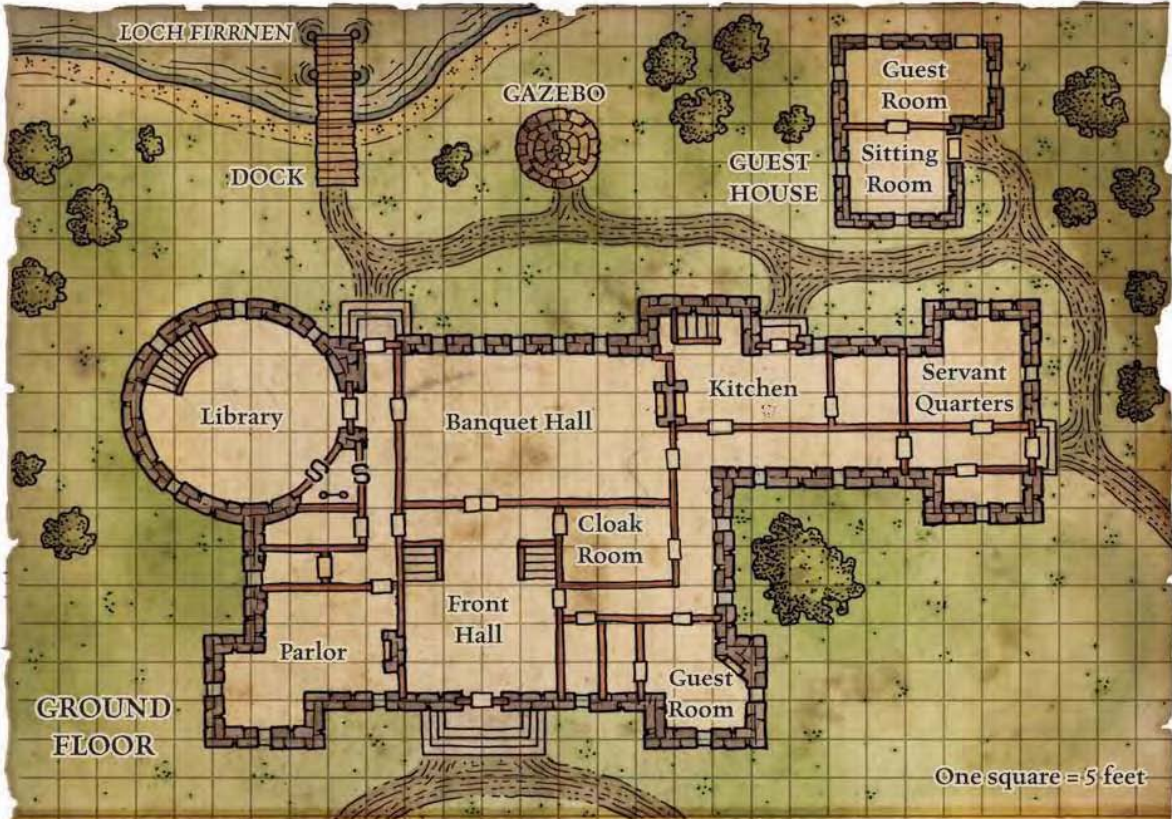 LOCH FIRRNEN
GAZEBO
Guest
Room
DOCK
GUEST
HOUSE
Sitting
Room
Library
Banquet Hall
Kitchen
Servant
Quarters
S
S
Cloak
Room
Front
Hall
Parlor
Guest
Room
GROUND
FLOOR
One square = 5 feet